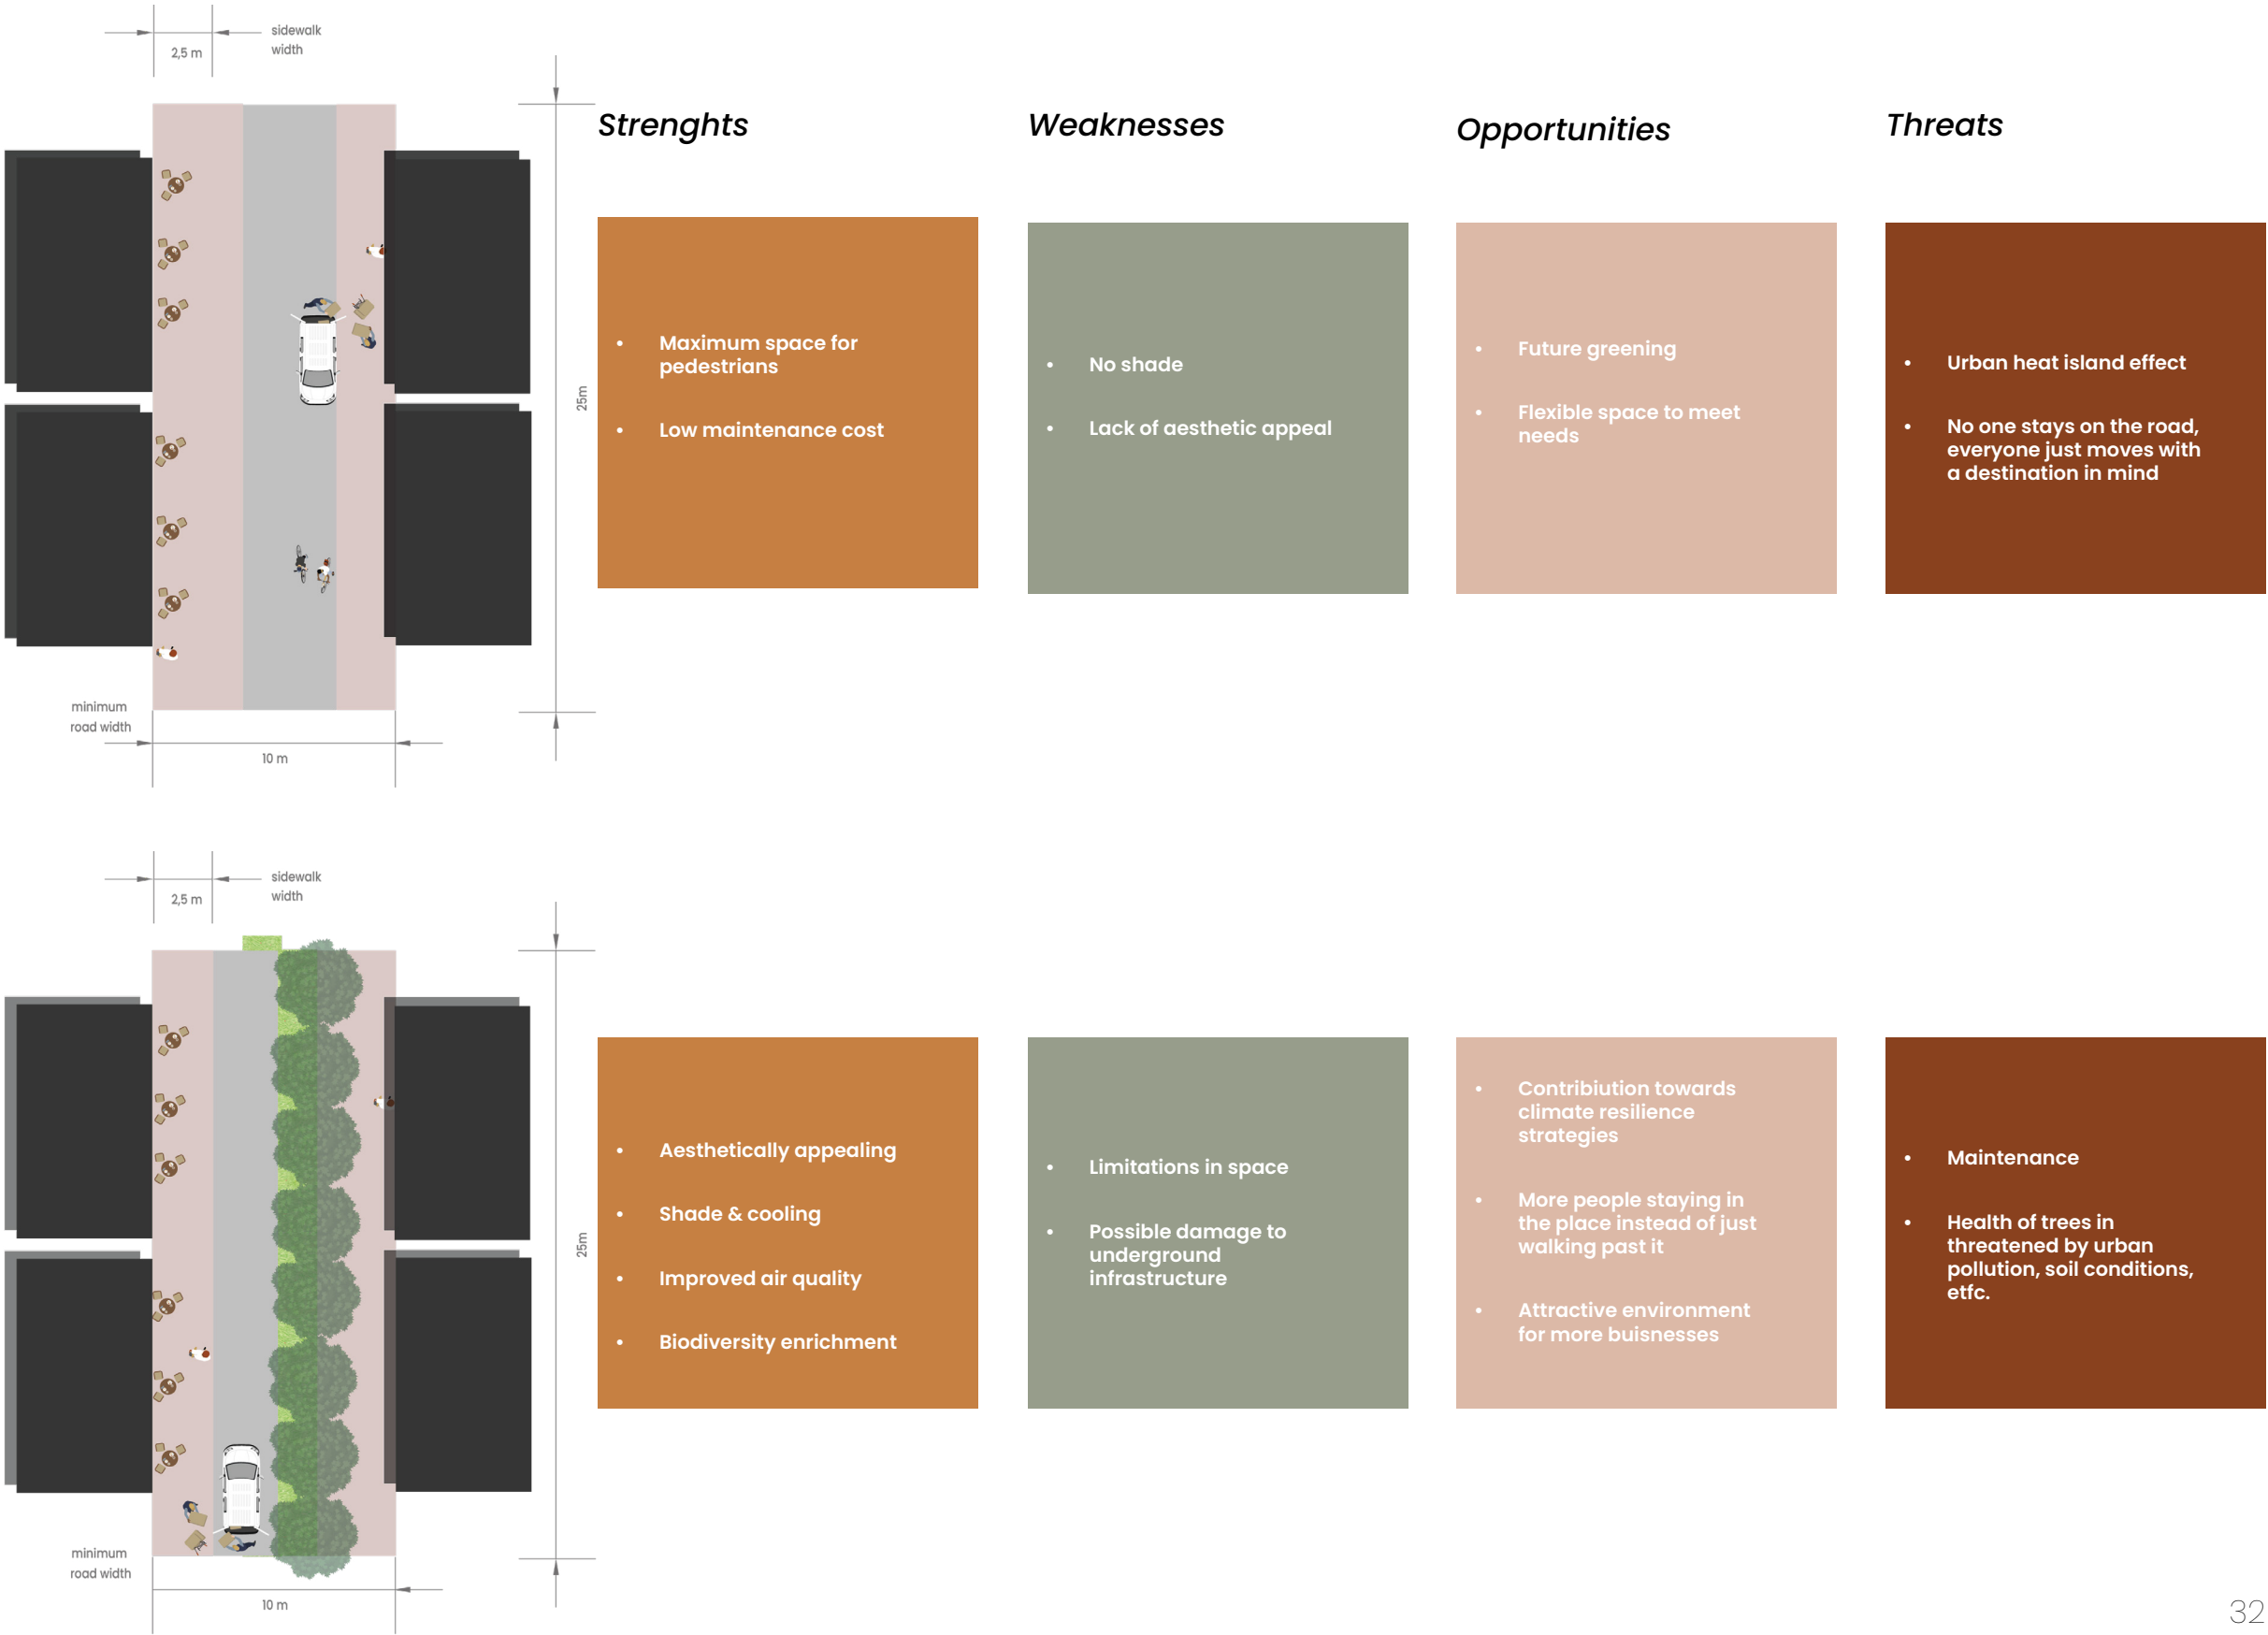 sidewalk
width
2,5 m
Strenghts
Weaknesses
Opportunities
Threats
• Maximum space for
pedestrians
• Low maintenance cost
• No shade
• Lack of aesthetic appeal
• Future greening
• Flexible space to meet
needs
• Urban heat island effect
• No one stays on the road,
everyone just moves with
a destination in mind
25m
minimum
road width
10 m
sidewalk
width
2,5 m
• Aesthetically appealing
• Shade & cooling
• Improved air quality
• Biodiversity enrichment
• Limitations in space
• Possible damage to
underground
infrastructure
• Contribiution towards
climate resilience
strategies
• More people staying in
the place instead of just
walking past it
• Attractive environment
for more buisnesses
• Maintenance
• Health of trees in
threatened by urban
pollution, soil conditions,
etfc.
25m
minimum
road width
10 m
32